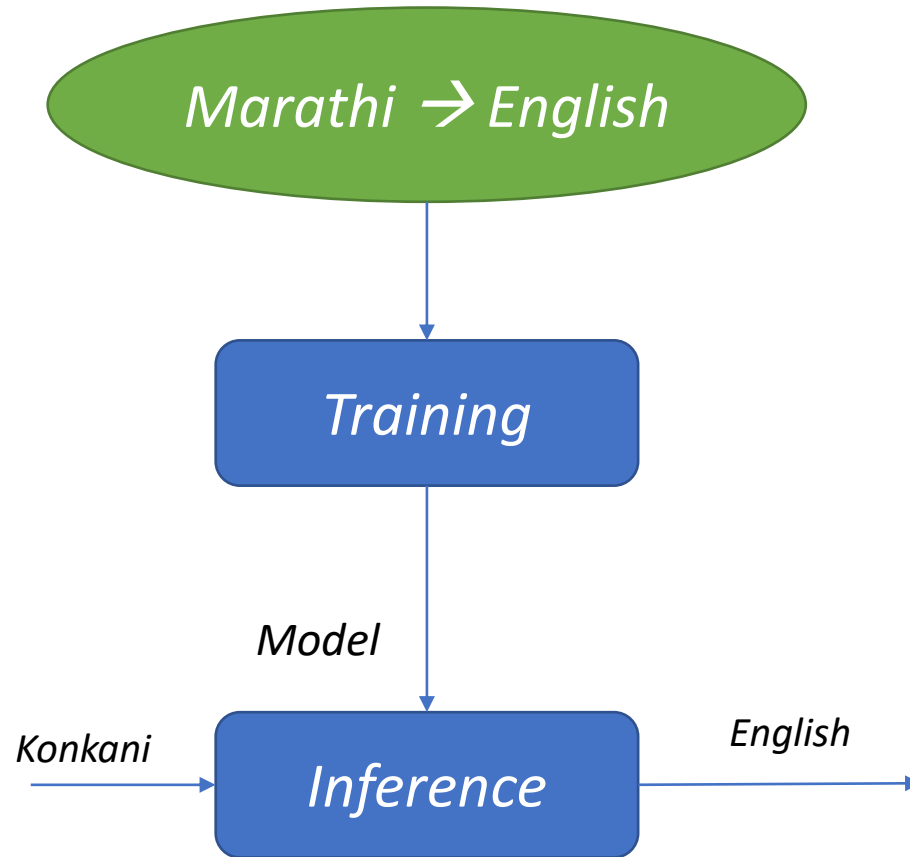 Marathi → English
Training
Model
Konkani
English
Inference